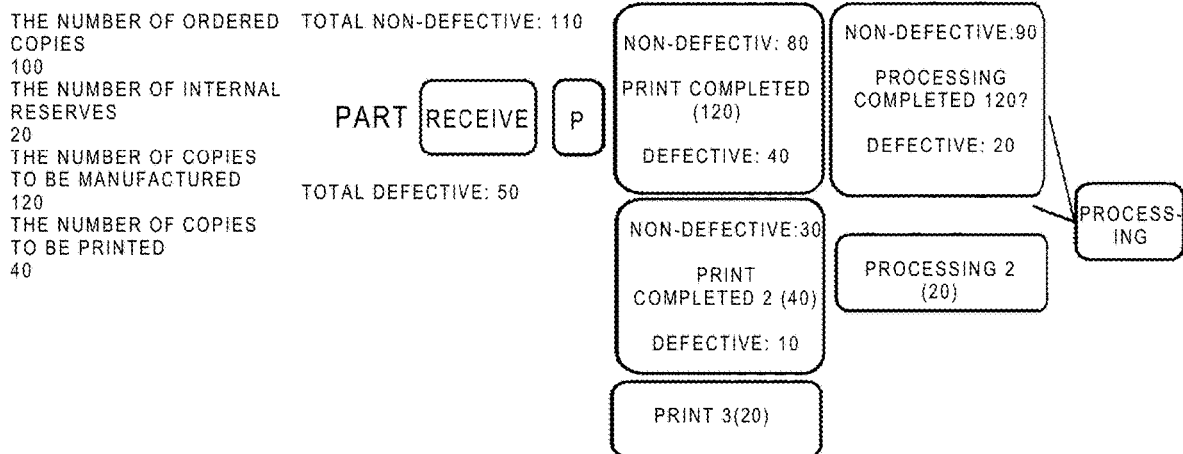 THE NUMBER OF ORDERED
COPIES
100
THE NUMBER OF INTERNAL
RESERVES
20
THE NUMBER OF COPIES
TO BE MANUFACTURED
120
THE NUMBER OF COPIES
TO BE PRINTED
40
TOTAL NON-DEFECTIVE: 110
PART
RECEIVE
P
TOTAL DEFECTIVE: 50
NON-DEFECTIV: 80
PRINT COMPLETED
(120)
DEFECTIVE: 40
NON-DEFECTIVE:30
PRINT
COMPLETED 2 (40)
DEFECTIVE: 10
PRINT 3(20)
NON-DEFECTIVE:90
PROCESSING
COMPLETED 120?
DEFECTIVE: 20
PROCESSING 2
(20)
PROCESS-
ING